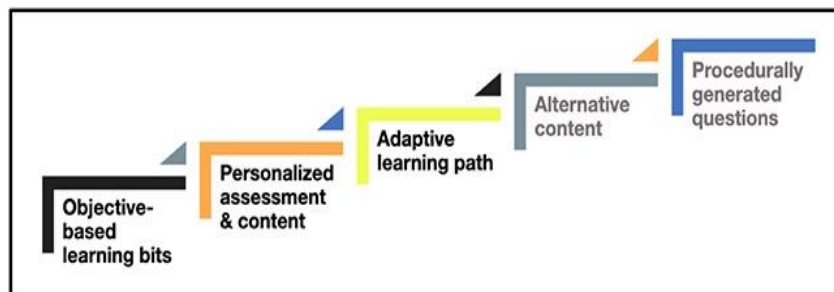 Objective-
based
learning bits
Personalized
assessment
& content
Adaptive
learning path
Alternative
content
Procedurally
generated
questions